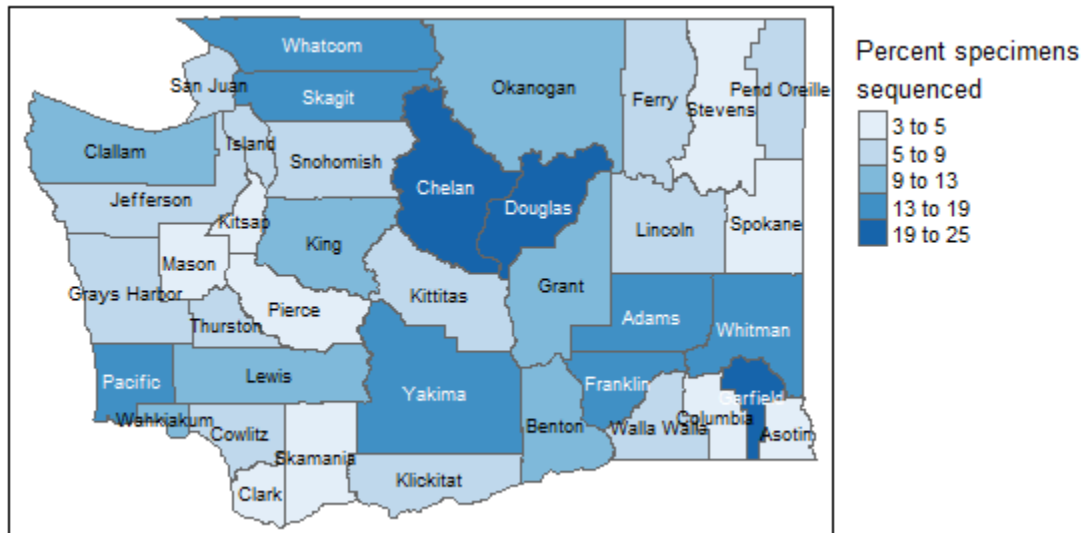 Percent specimens
sequenced
3 to 5
5 to 9
9 to 13
13 to 19
19 to 25
Whatcom
San Juan
Skagit
Okanogan
Ferry
Stevens
Pend Oreille
Clallam
Island
Snohomish
Jefferson
Kitsap
Chelan
Douglas
King
Lincoln
Spokane
Mason
Grays Harbor
Pierce
Kittitas
Grant
Thurston
Adams
Whitman
Pacific
Lewis
Yakima
Franklin
Garfield
Wahkiakum
Cowlitz
Benton
Walla Walla
Columbia
Asotin
Skamania
Klickitat
Clark